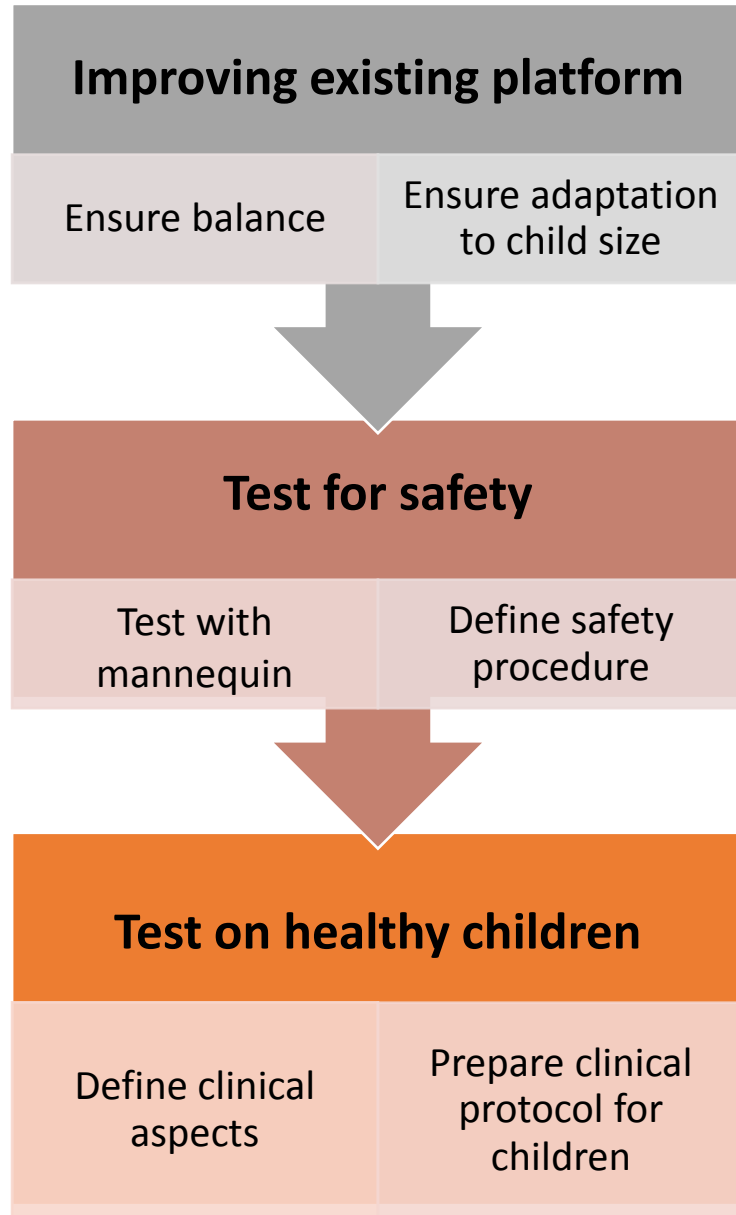 Improving existing platform
Ensure balance
Ensure adaptation
to child size
Test for safety
Test with
mannequin
Define safety
procedure
Test on healthy children
Define clinical
aspects
Prepare clinical
protocol for
children